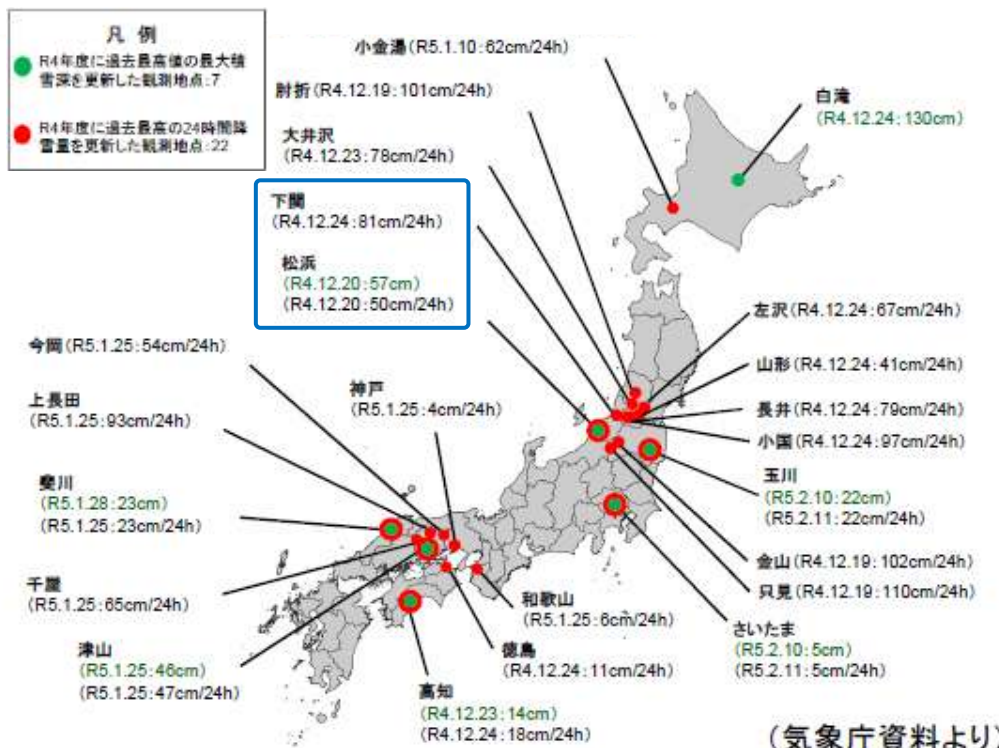 凡 例
R4年度に過去最高値の最大積
雪深を更新した観測地点:7
R4年度に過去最高の24時間降
雪量を更新した観測地点:22
小金湯(R5.1.10:62cm/24h)
肘折(R4.12.19:101cm/24h)
大井沢
(R4.12.23:78cm/24h)
白滝
(R4.12.24:130cm)
下関
(R4.12.24:81cm/24h)
松浜
(R4.12.20:57cm)
(R4.12.20:50cm/24h)
左沢(R4.12.24:67cm/24h)
山形(R4.12.24:41cm/24h)
長井(R4.12.24:79cm/24h)
小国(R4.12.24:97cm/24h)
玉川
(R5.2.10:22cm)
(R5.2.11:22cm/24h)
金山(R4.12.19:102cm/24h)
只見(R4.12.19:110cm/24h)
さいたま
(R5.2.10:5cm)
(R5.2.11:5cm/24h)
今岡(R5.1.25:54cm/24h)
上長田
(R5.1.25:93cm/24h)
神戸
(R5.1.25:4cm/24h)
斐川
(R5.1.28:23cm)
(R5.1.25:23cm/24h)
千屋
(R5.1.25:65cm/24h)
津山
(R5.1.25:46cm)
(R5.1.25:47cm/24h)
和歌山
(R5.1.25:6cm/24h)
徳島
(R4.12.24:11cm/24h)
高知
(R4.12.23:14cm)
(R4.12.24:18cm/24h)
(気象庁資料より)